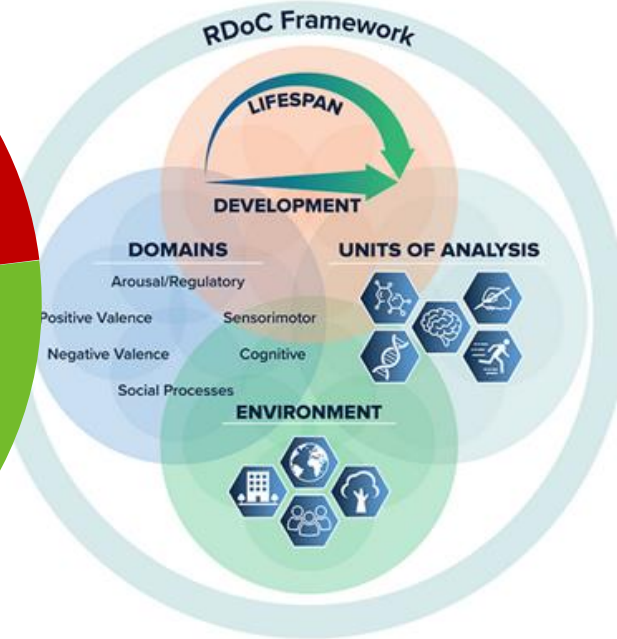 RDoC Framework
LIFESPAN
DEVELOPMENT
DOMAINS
Arousal/Regulatory
Positive Valence
Sensorimotor
Negative Valence
Cognitive
Social Processes
UNITS OF ANALYSIS
ENVIRONMENT